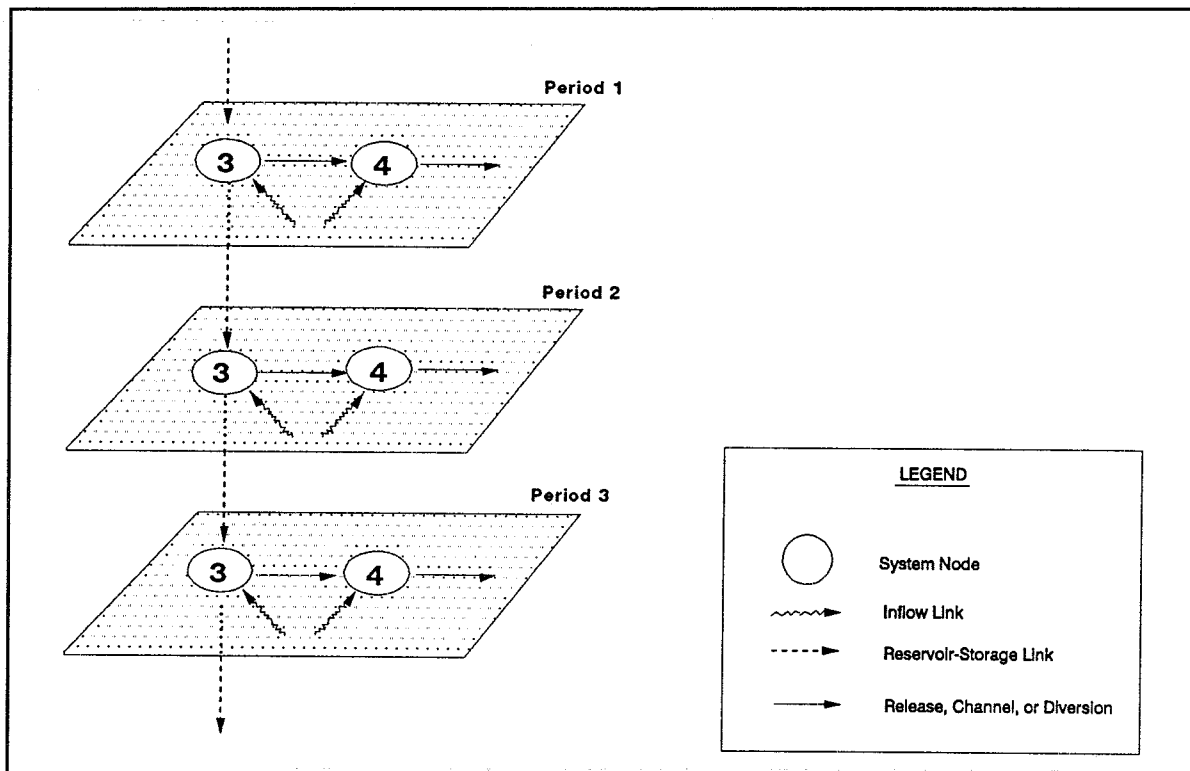 Period 1
3
4
Period 2
3
4
Period 3
3
4
LEGEND
System Node
Inflow Link
Reservoir-Storage Link
Release, Channel, or Diversion